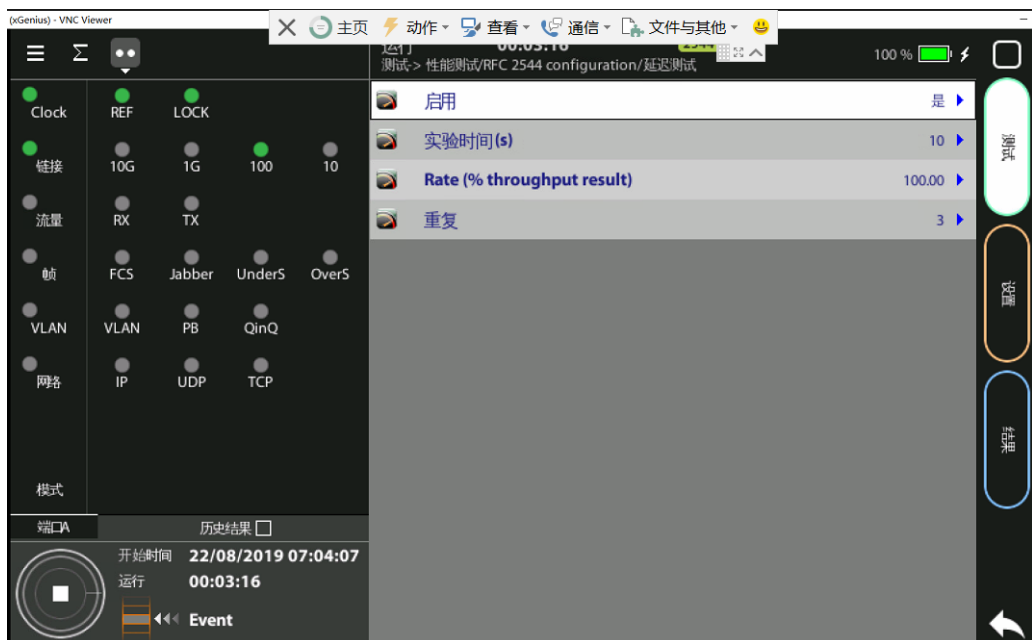 (xGenius) - VNC Viewer
主页 动作 查看 通信 文件与其他
运行 00:03:16 2544
测试-> 性能测试/RFC 2544 configuration/延迟测试
100 %
Clock REF LOCK
链接 10G 1G 100 10
流量 RX TX
帧 FCS Jabber UnderS OverS
VLAN VLAN PB QinQ
网络 IP UDP TCP
模式
端口A 历史结果
开始时间 22/08/2019 07:04:07
运行 00:03:16
Event
启用 是
实验时间(s) 10
Rate (% throughput result) 100.00
重复 3
测试
设置
结果